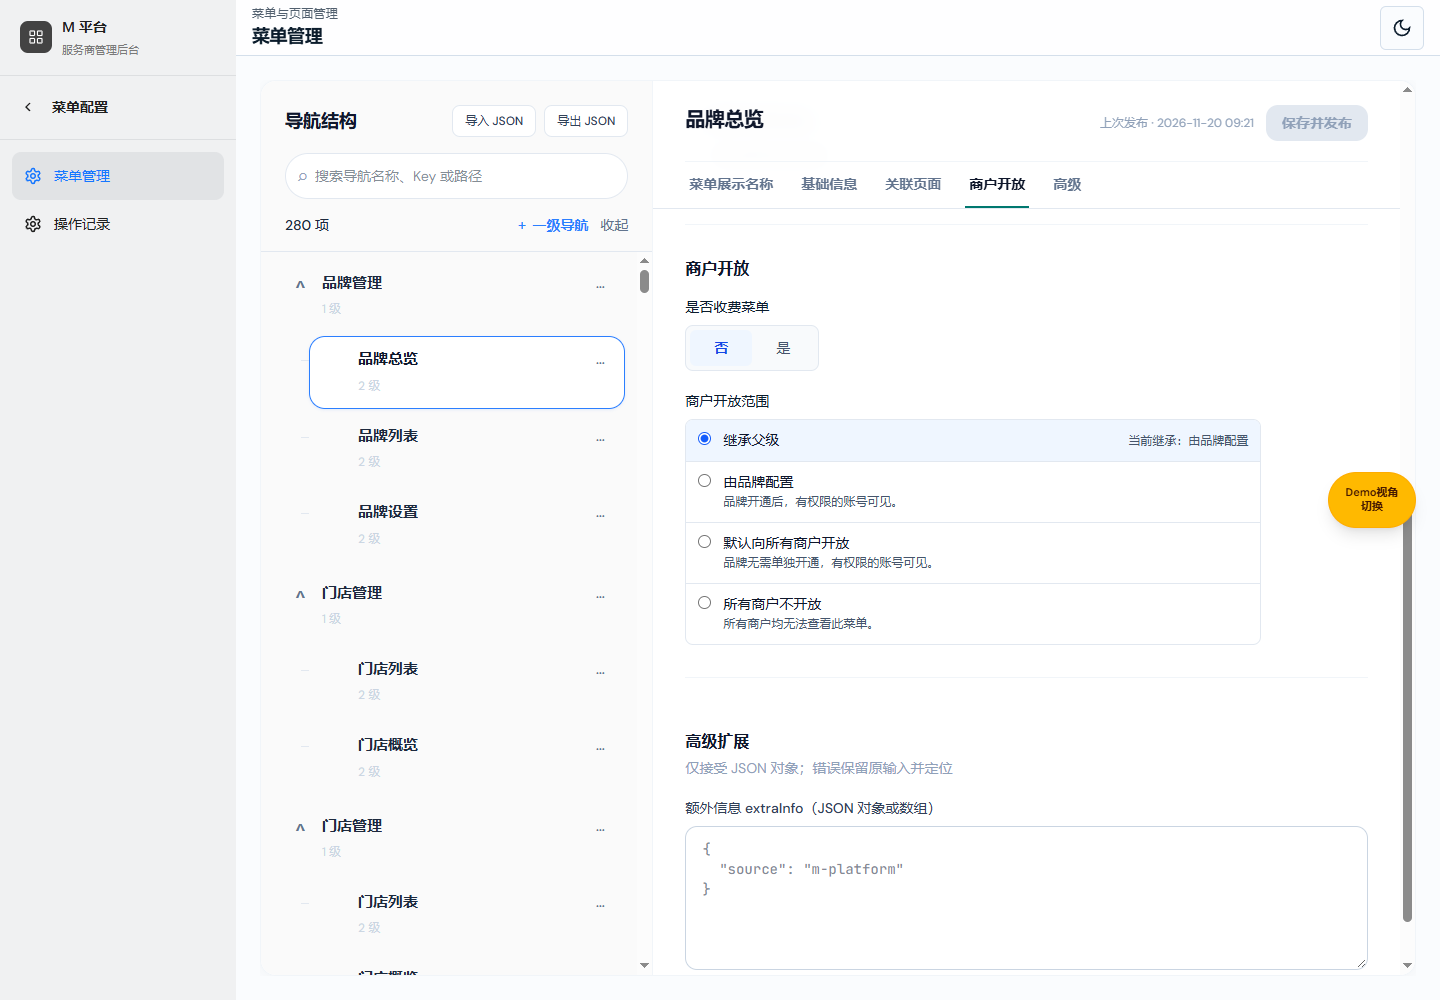 M 平台
服务商管理后台
菜单配置
菜单管理
操作记录
菜单与页面管理
菜单管理
导航结构
导入 JSON
导出 JSON
搜索导航名称、Key 或路径
280 项
+ 一级导航
收起
品牌管理
...
1 级
品牌总览
...
2 级
品牌列表
...
2 级
品牌设置
...
2 级
门店管理
...
1 级
门店列表
...
2 级
门店概览
...
2 级
门店管理
...
1 级
门店列表
...
2 级
门店概览
品牌总览
上次发布 · 2026-11-20 09:21
保存并发布
菜单展示名称
基础信息
关联页面
商户开放
高级
商户开放
是否收费菜单
否
是
商户开放范围
继承父级
当前继承：由品牌配置
由品牌配置
品牌开通后，有权限的账号可见。
默认向所有商户开放
品牌无需单独开通，有权限的账号可见。
所有商户不开放
所有商户均无法查看此菜单。
高级扩展
仅接受 JSON 对象；错误保留原输入并定位
额外信息 extraInfo（JSON 对象或数组）
{
"source": "m-platform"
}
Demo视角
切换